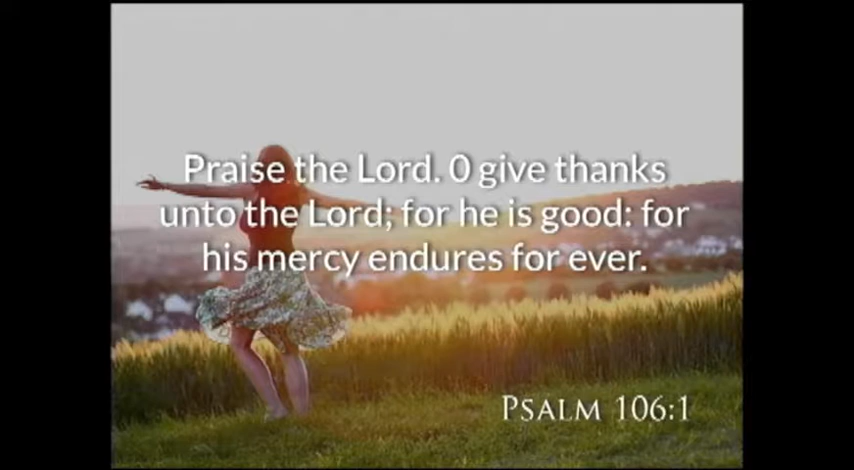 Praise the Lord. O give thanks
unto the Lord; for he is good: for
his mercy endures for ever.
Psalm 106:1